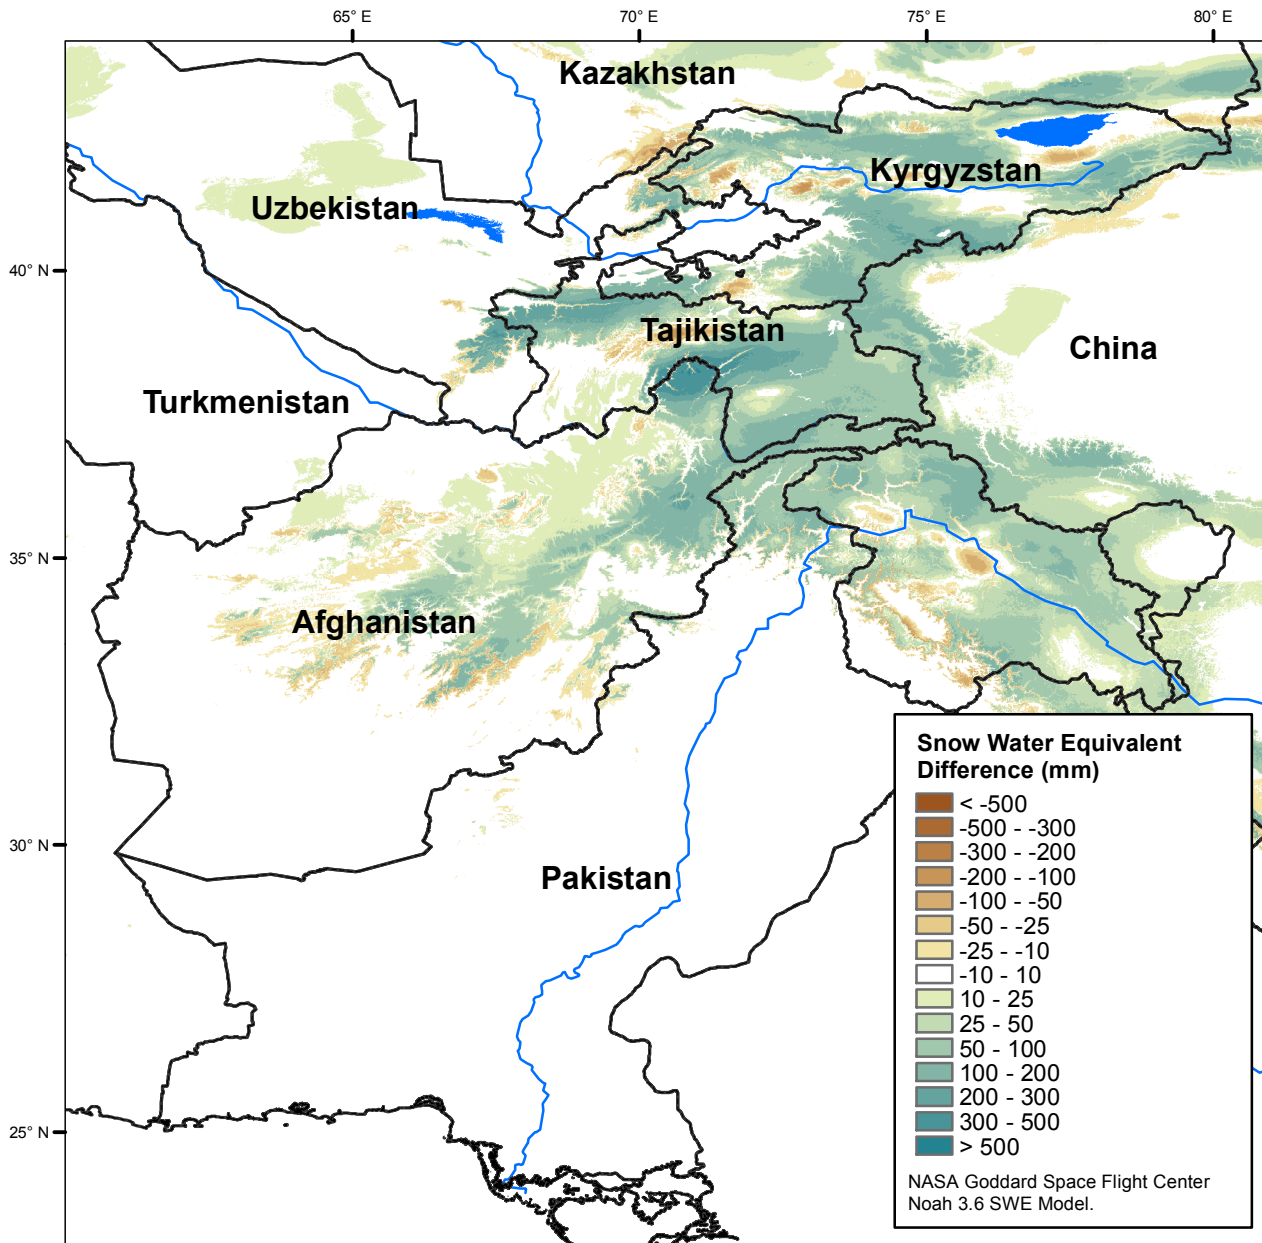 65° E
70° E
75° E
80° E
Kazakhstan
Kyrgyzstan
Uzbekistan
40° N
Tajikistan
China
Turkmenistan
35° N
Afghanistan
30° N
Pakistan
25° N
Snow Water Equivalent
Difference (mm)
< -500
-500 - -300
-300 - -200
-200 - -100
-100 - -50
-50 - -25
-25 - -10
-10 - 10
10 - 25
25 - 50
50 - 100
100 - 200
200 - 300
300 - 500
> 500
NASA Goddard Space Flight Center
Noah 3.6 SWE Model.